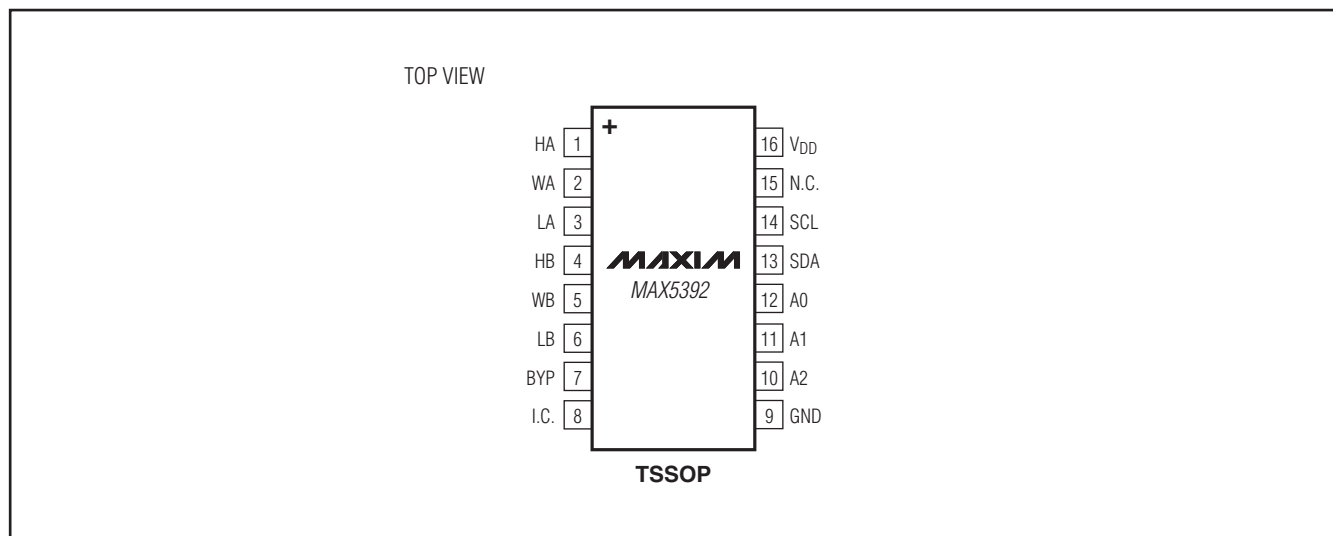 TOP VIEW
+
HA 1
16 VDD
WA 2
15 N.C.
LA 3
14 SCL
HB 4
MAXIM
13 SDA
WB 5
MAX5392
12 A0
LB 6
11 A1
BYP 7
10 A2
I.C. 8
9 GND
TSSOP